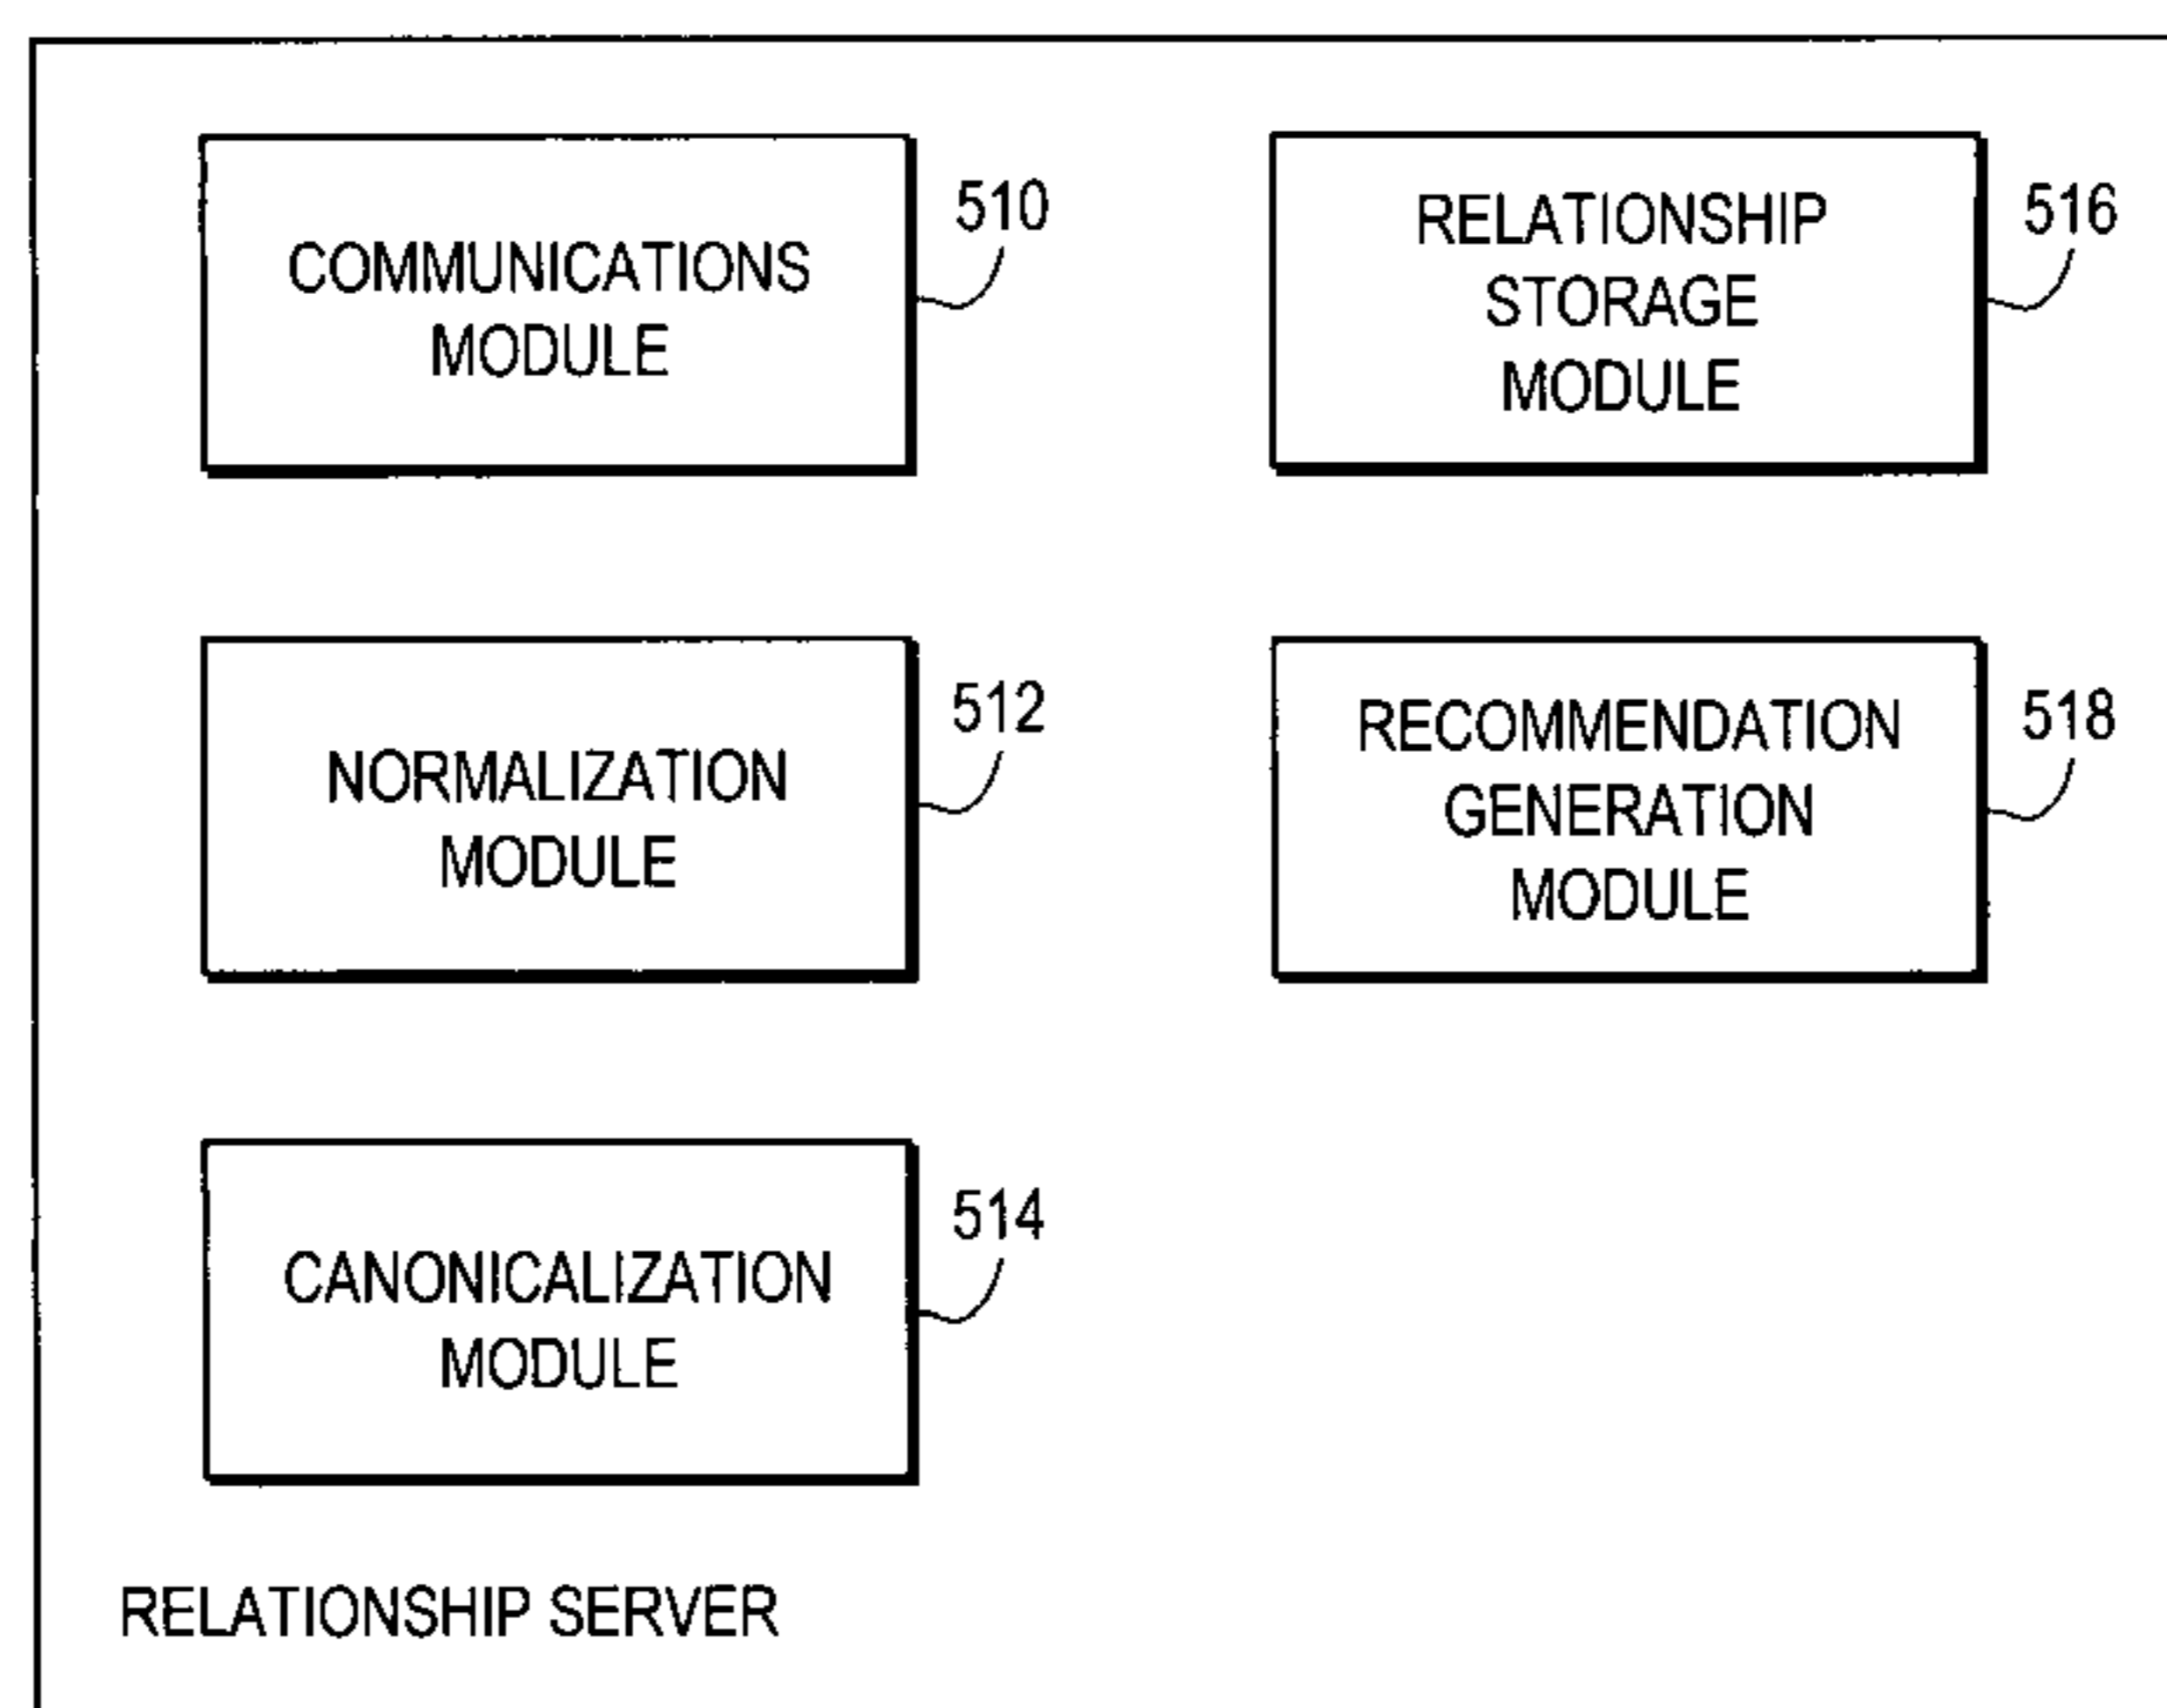 COMMUNICATIONS
MODULE
510
RELATIONSHIP
STORAGE
MODULE
516
NORMALIZATION
MODULE
512
RECOMMENDATION
GENERATION
MODULE
518
CANONICALIZATION
MODULE
514
RELATIONSHIP SERVER